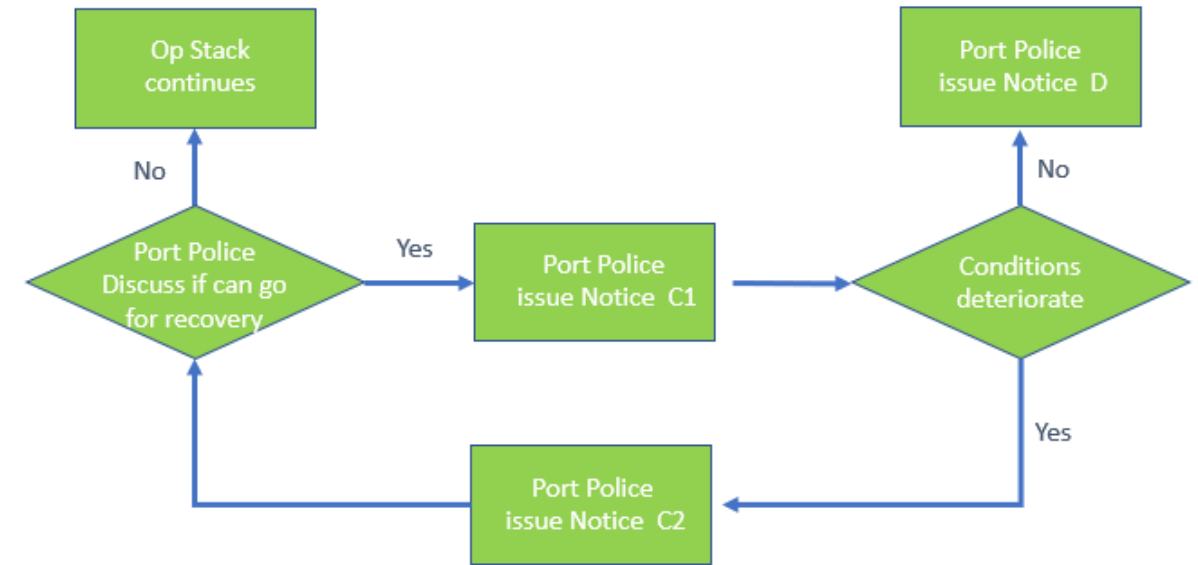 Op Stack
continues
Port Police
issue Notice D
No
No
Port Police
Discuss if can go
for recovery
Yes
Port Police
issue Notice C1
Conditions
deteriorate
Yes
Port Police
issue Notice C2